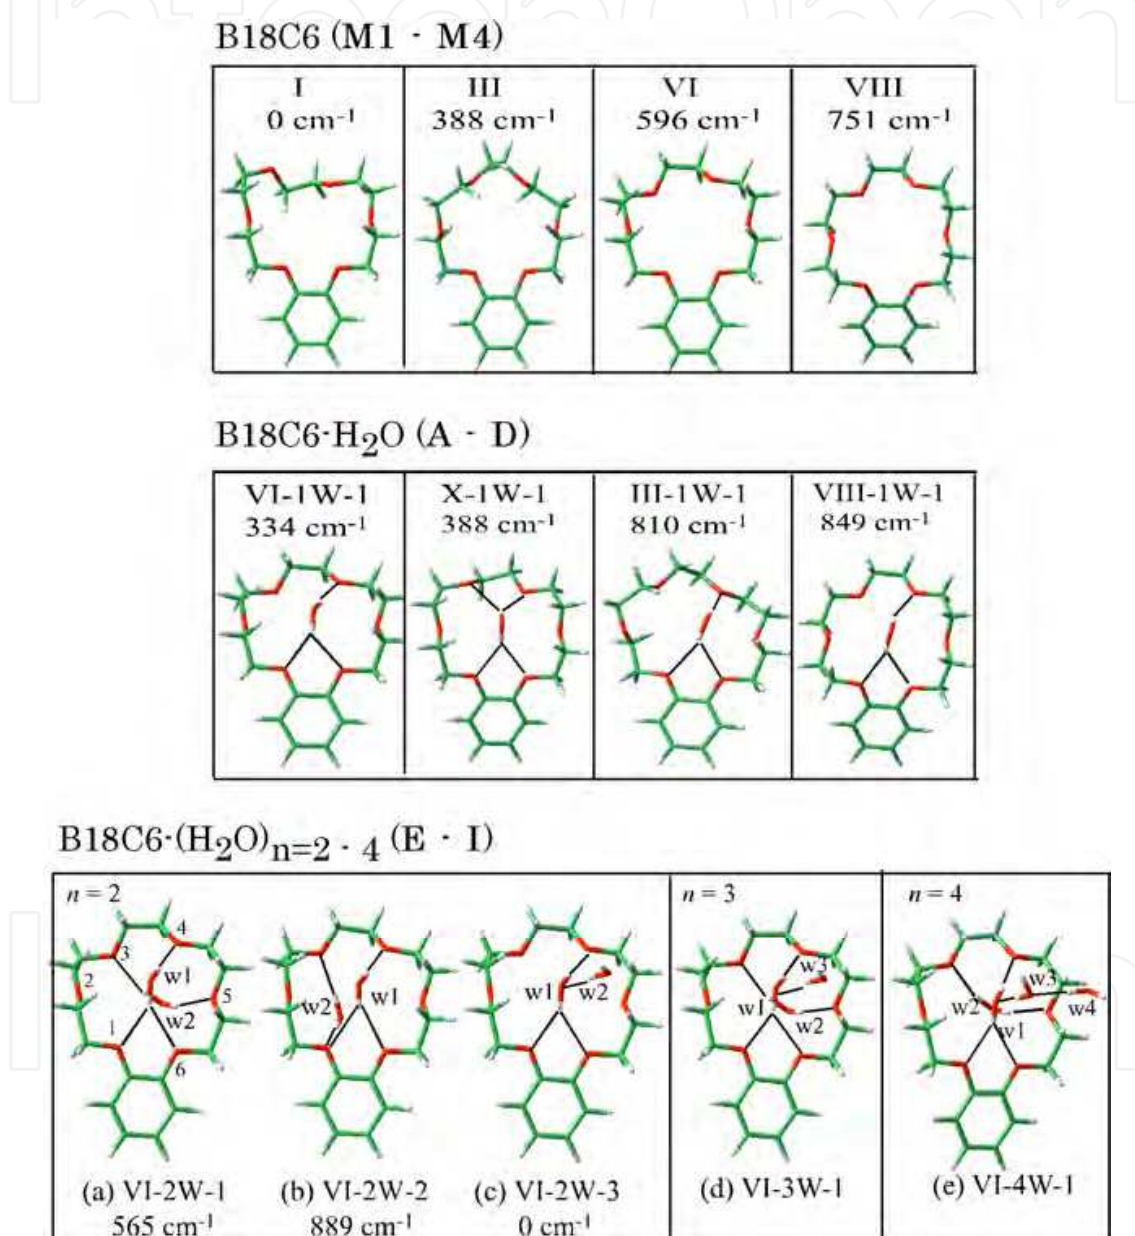 B18C6 (M1 - M4)
I
0 cm-1
III
388 cm-1
VI
596 cm-1
VIII
751 cm-1
B18C6·H2O (A - D)
VI-1W-1
334 cm-1
X-1W-1
388 cm-1
III-1W-1
810 cm-1
VIII-1W-1
849 cm-1
B18C6·(H2O)n=2 - 4 (E - I)
n = 2
4
3
2
w1
5
w2
1
6
(a) VI-2W-1
565 cm-1
w2
w1
(b) VI-2W-2
889 cm-1
w1
w2
(c) VI-2W-3
0 cm-1
n = 3
w3
w1
w2
(d) VI-3W-1
n = 4
w3
w2
w4
w1
(e) VI-4W-1